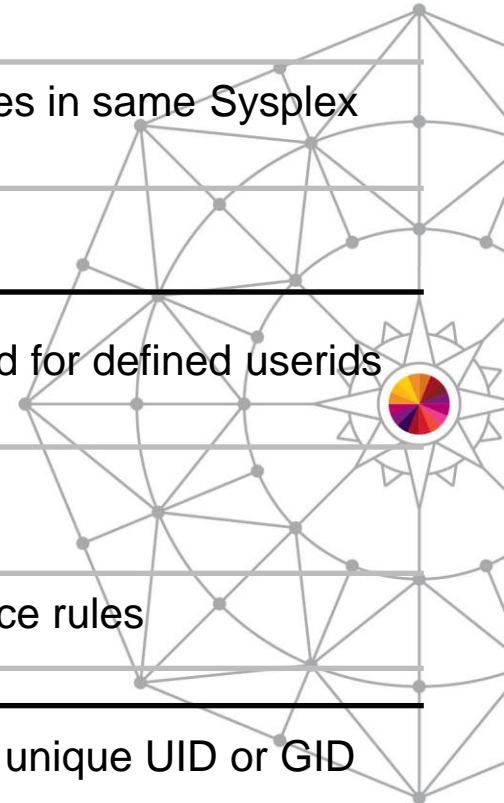 es in same Sysplex
d for defined userids
ce rules
unique UID or GID